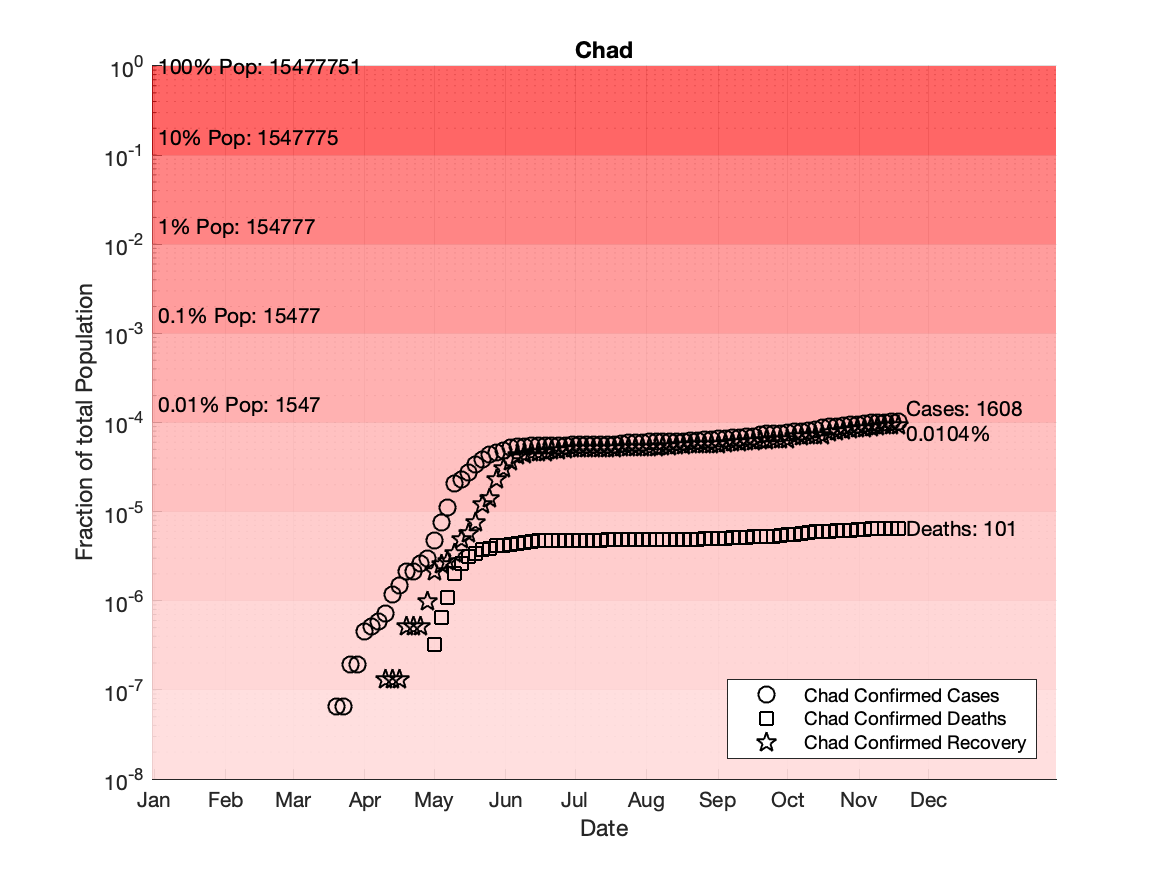 Chad
10^0
100% Pop: 15477751
10% Pop: 1547775
10^-1
1% Pop: 154777
10^-2
0.1% Pop: 15477
10^-3
0.01% Pop: 1547
10^-4
Cases: 1608
0.0104%
10^-5
Deaths: 101
10^-6
10^-7
10^-8
Fraction of total Population
Chad Confirmed Cases
Chad Confirmed Deaths
Chad Confirmed Recovery
Jan Feb Mar Apr May Jun Jul Aug Sep Oct Nov Dec
Date